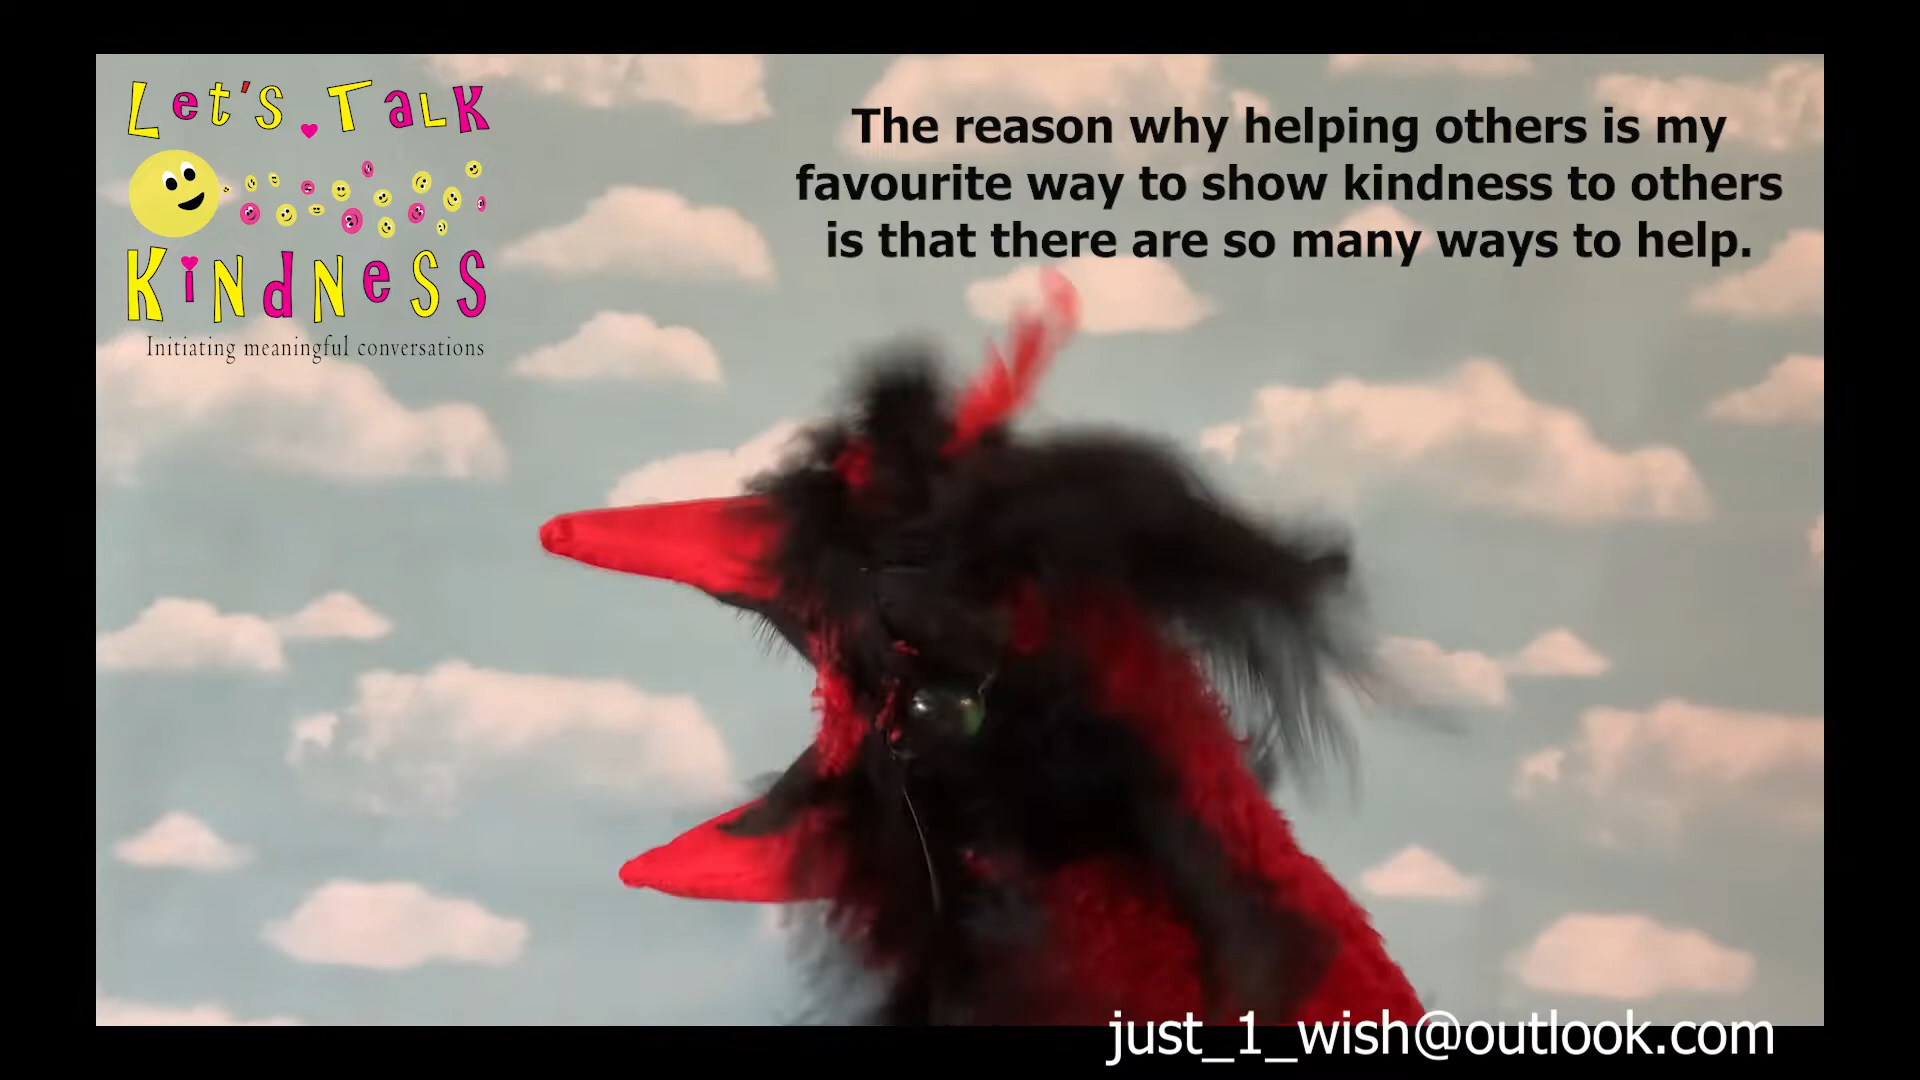 Let's Talk
Kindness
Initiating meaningful conversations
The reason why helping others is my
favourite way to show kindness to others
is that there are so many ways to help.
just_1_wish@outlook.com